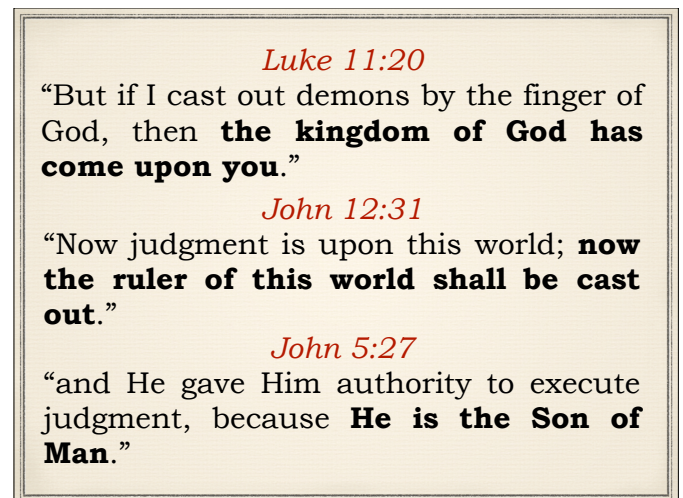 Luke 11:20
“But if I cast out demons by the finger of
God, then the kingdom of God has
come upon you.”
John 12:31
“Now judgment is upon this world; now
the ruler of this world shall be cast
out.”
John 5:27
“and He gave Him authority to execute
judgment, because He is the Son of
Man.”